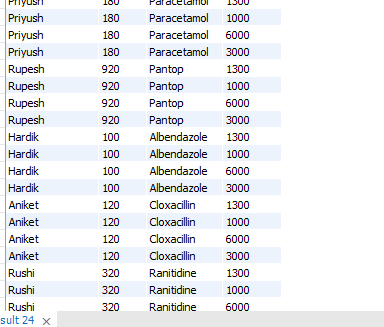 Priyush 180 Paracetamol 1300
Priyush 180 Paracetamol 1000
Priyush 180 Paracetamol 6000
Priyush 180 Paracetamol 3000
Rupesh 920 Pantop 1300
Rupesh 920 Pantop 1000
Rupesh 920 Pantop 6000
Rupesh 920 Pantop 3000
Hardik 100 Albendazole 1300
Hardik 100 Albendazole 1000
Hardik 100 Albendazole 6000
Hardik 100 Albendazole 3000
Aniket 120 Cloxacillin 1300
Aniket 120 Cloxacillin 1000
Aniket 120 Cloxacillin 6000
Aniket 120 Cloxacillin 3000
Rushi 320 Ranitidine 1300
Rushi 320 Ranitidine 1000
Rushi 320 Ranitidine 6000
sult 24 ×